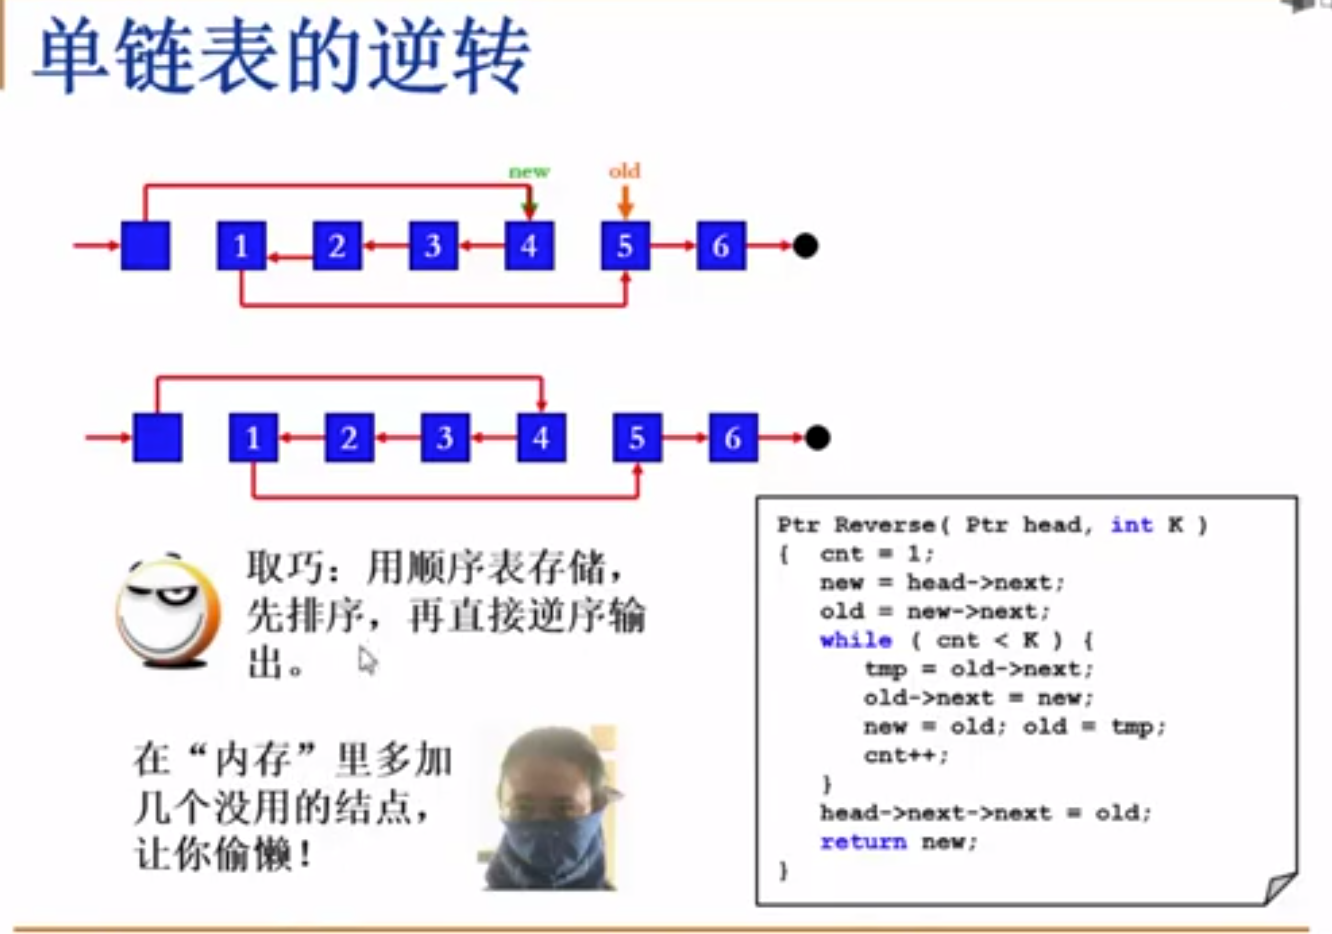 单链表的逆转
new old
1 2 3 4 5 6
1 2 3 4 5 6
取巧：用顺序表存储，
先排序，再直接逆序输
出。
在“内存”里多加
几个没用的结点，
让你偷懒！
Ptr Reverse( Ptr head, int K )
{ cnt = 1;
new = head->next;
old = new->next;
while ( cnt < K ) {
tmp = old->next;
old->next = new;
new = old; old = tmp;
cnt++;
}
head->next->next = old;
return new;
}